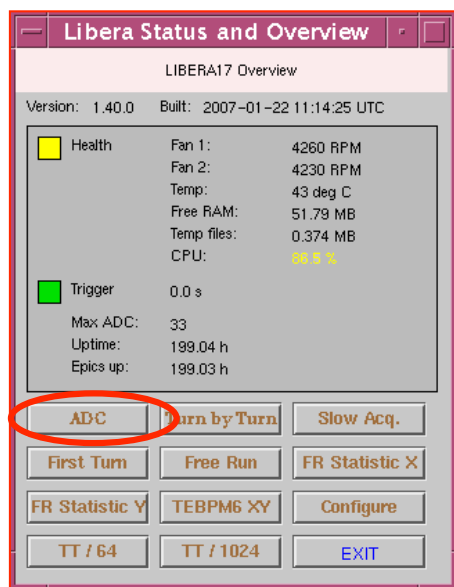 Libera Status and Overview
LIBERA17 Overview
Version: 1.40.0 Built: 2007-01-22 11:14:25 UTC
Health Fan 1: 4260 RPM
Fan 2: 4230 RPM
Temp: 43 deg C
Free RAM: 51.79 MB
Temp files: 0.374 MB
CPU: 86.5 %
Trigger 0.0 s
Max ADC: 33
Uptime: 199.04 h
Epics up: 199.03 h
ADC Turn by Turn Slow Acq.
First Turn Free Run FR Statistic X
FR Statistic Y TEBPM6 XY Configure
TT / 64 TT / 1024 EXIT